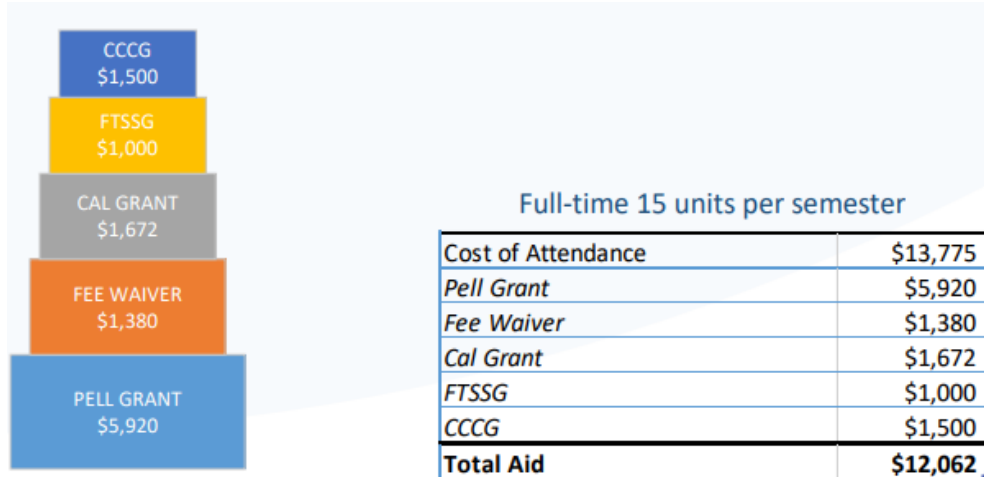 CCCG
$1,500
FTSSG
$1,000
CAL GRANT
$1,672
FEE WAIVER
$1,380
PELL GRANT
$5,920
Full-time 15 units per semester
Cost of Attendance $13,775
Pell Grant $5,920
Fee Waiver $1,380
Cal Grant $1,672
FTSSG $1,000
CCCG $1,500
Total Aid $12,062